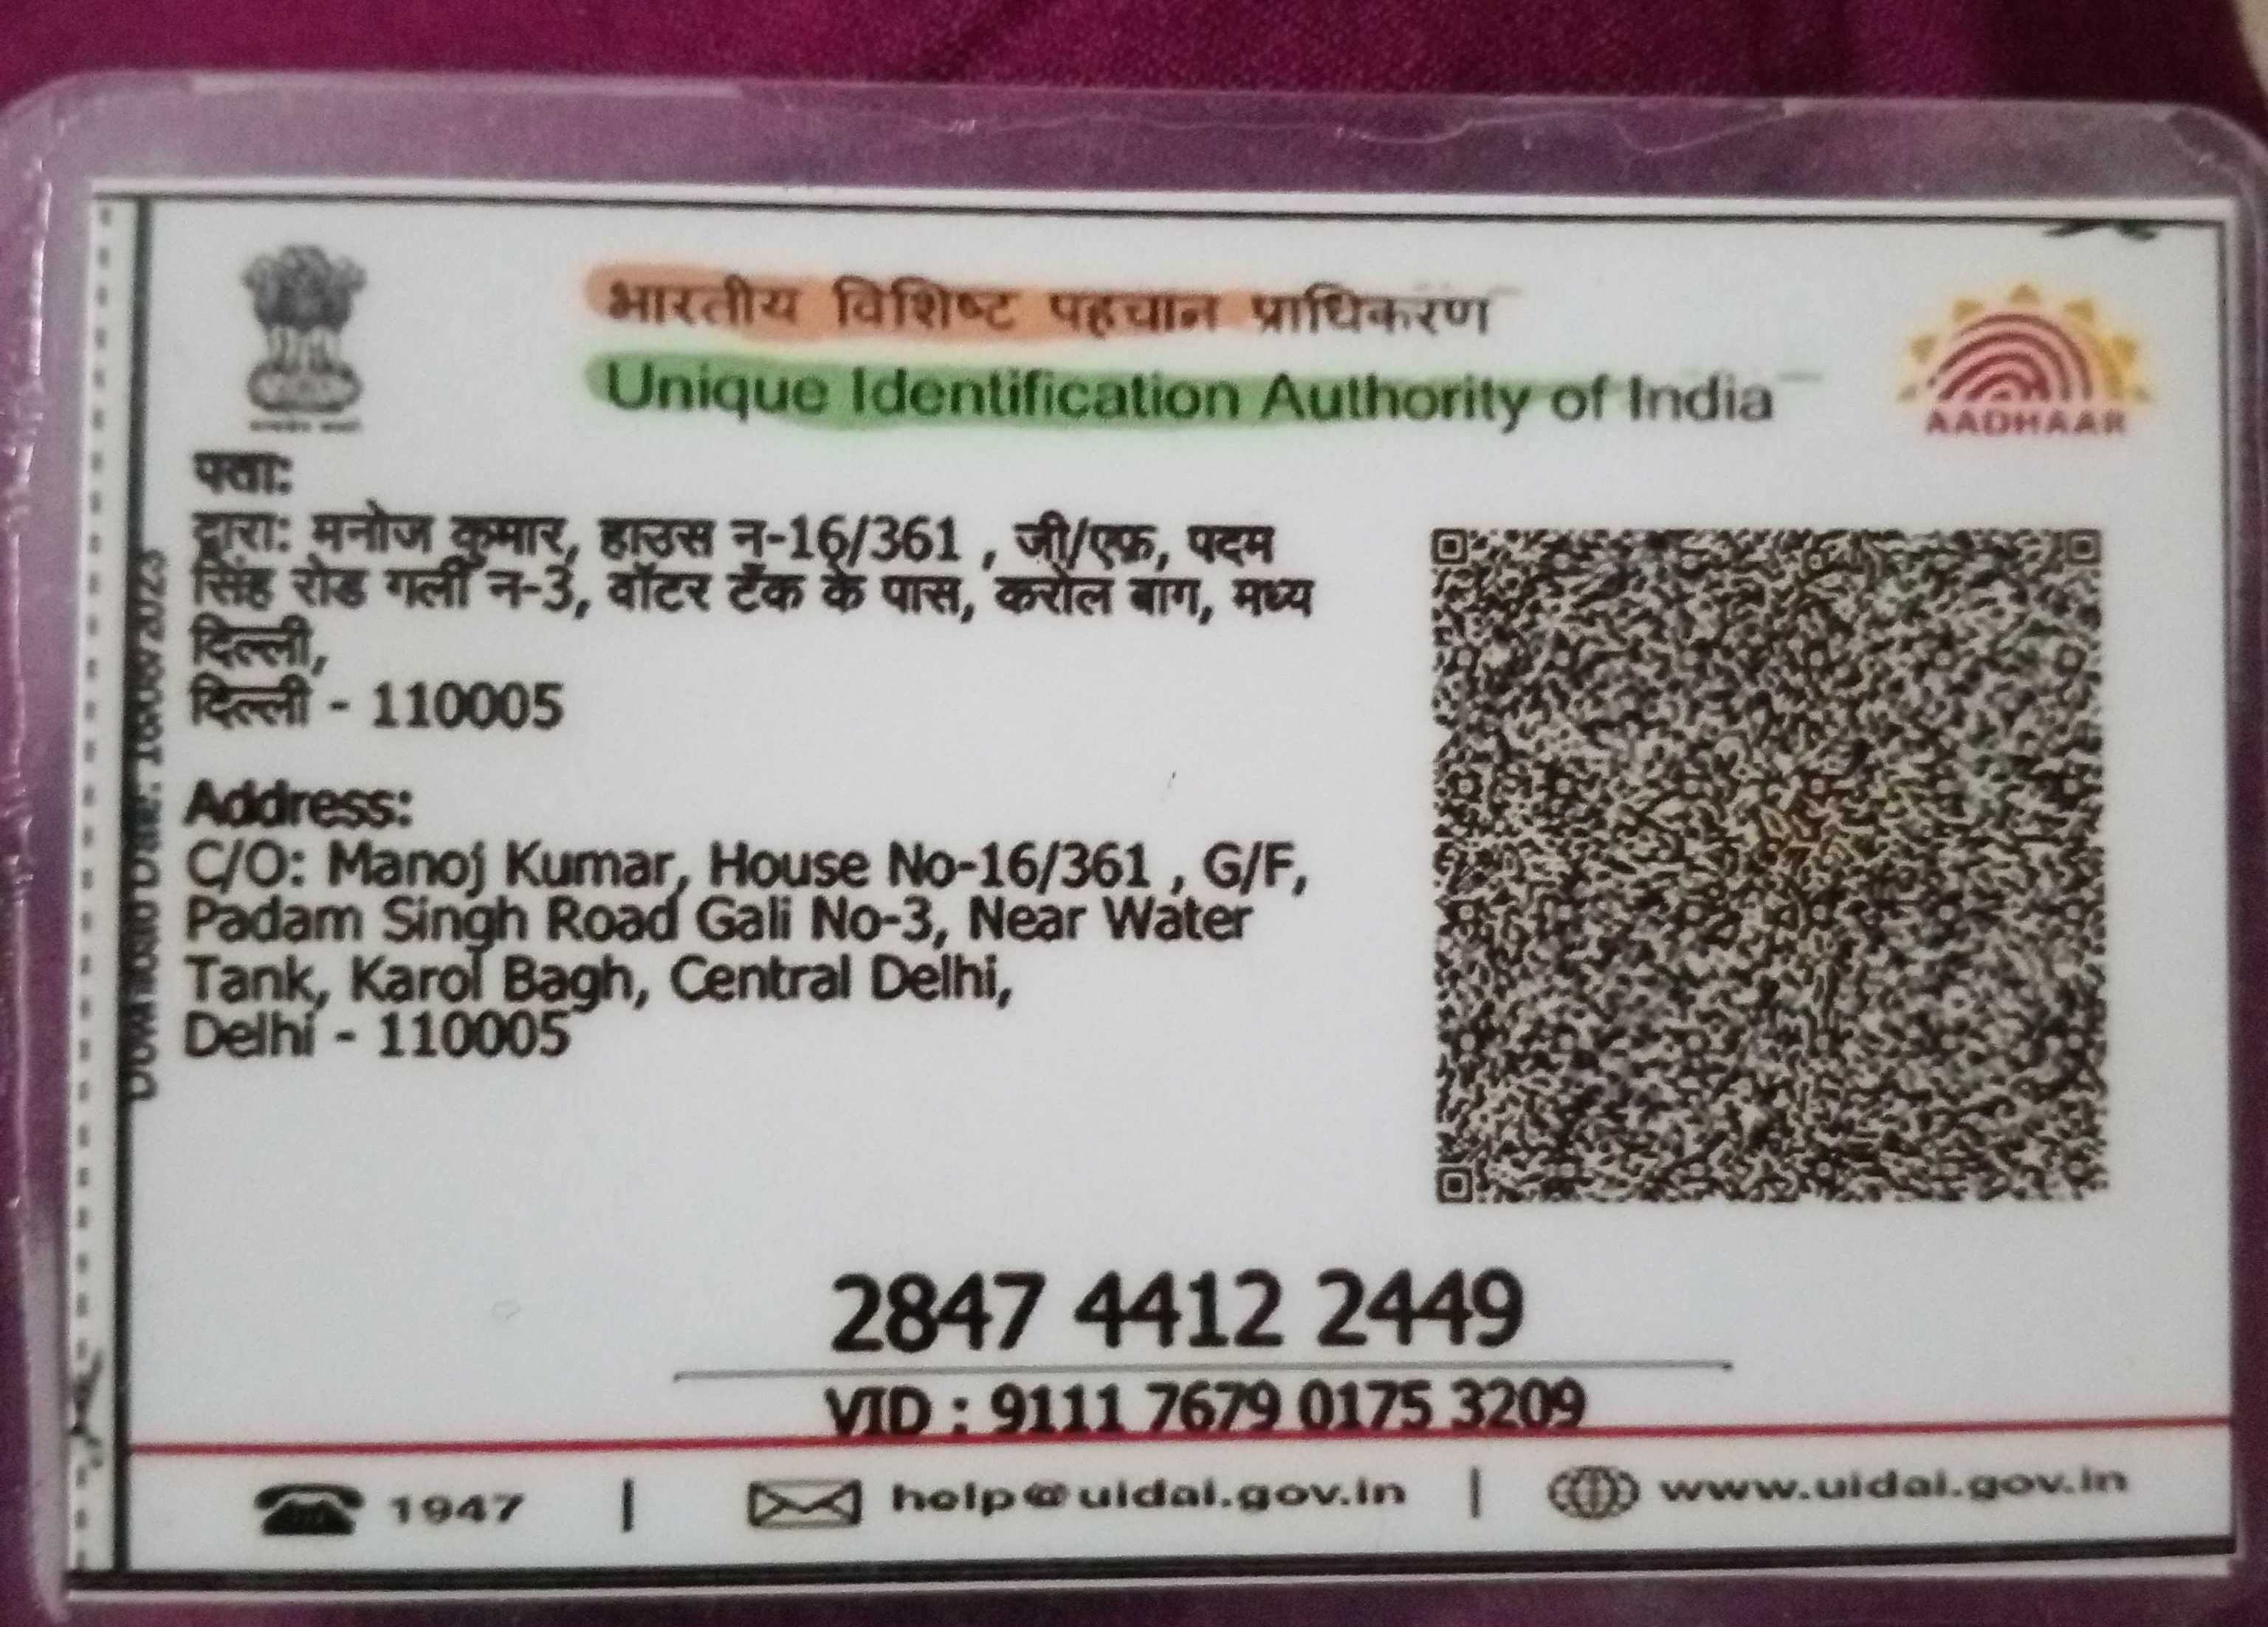 भारतीय विशिष्ट पहचान प्राधिकरण
Unique Identification Authority of India
AADHAAR
पता:
द्वारा: मनोज कुमार, हाउस न-16/361 , जी/एफ़, पदम
सिंह रोड गली न-3, वॉटर टैंक के पास, करोल बाग, मध्य
दिल्ली,
दिल्ली - 110005
Address:
C/O: Manoj Kumar, House No-16/361 , G/F,
Padam Singh Road Gali No-3, Near Water
Tank, Karol Bagh, Central Delhi,
Delhi - 110005
2847 4412 2449
VID : 9111 7679 0175 3209
1947 | help@uidai.gov.in | www.uidai.gov.in